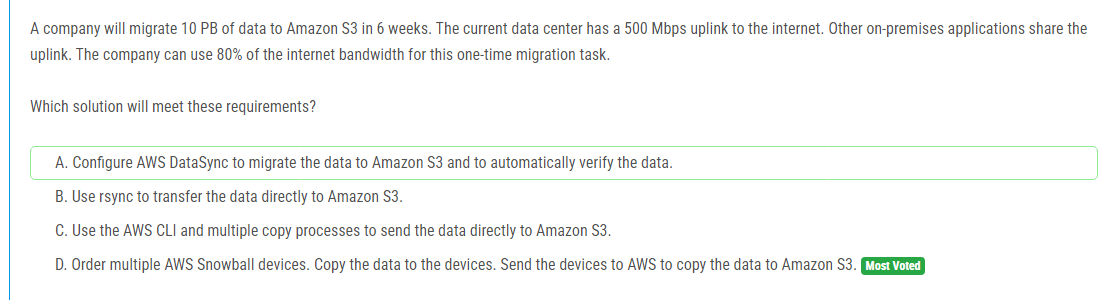 A company will migrate 10 PB of data to Amazon S3 in 6 weeks. The current data center has a 500 Mbps uplink to the internet. Other on-premises applications share the
uplink. The company can use 80% of the internet bandwidth for this one-time migration task.
Which solution will meet these requirements?
A. Configure AWS DataSync to migrate the data to Amazon S3 and to automatically verify the data.
B. Use rsync to transfer the data directly to Amazon S3.
C. Use the AWS CLI and multiple copy processes to send the data directly to Amazon S3.
D. Order multiple AWS Snowball devices. Copy the data to the devices. Send the devices to AWS to copy the data to Amazon S3. Most Voted